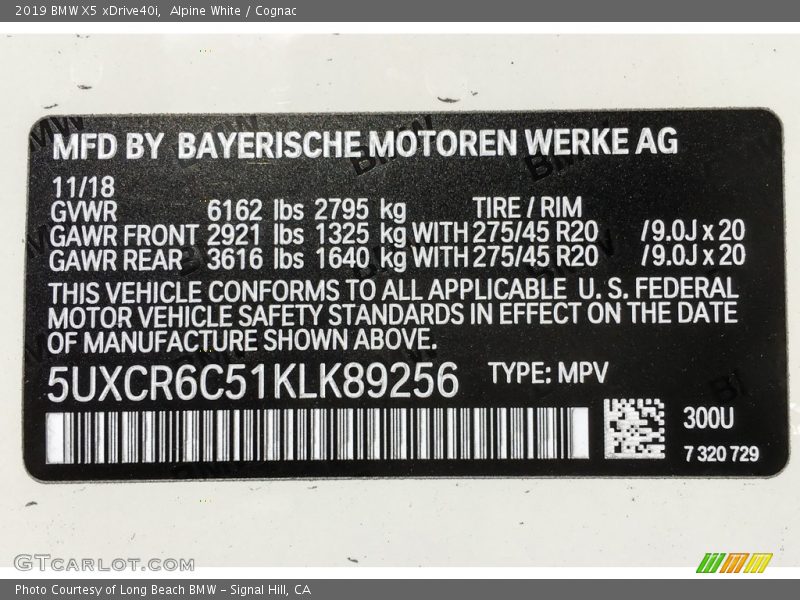 2019 BMW X5 xDrive40i, Alpine White / Cognac
MFD BY BAYERISCHE MOTOREN WERKE AG
11/18
GVWR 6162 lbs 2795 kg TIRE / RIM
GAWR FRONT 2921 lbs 1325 kg WITH 275/45 R20 /9.0J x 20
GAWR REAR 3616 lbs 1640 kg WITH 275/45 R20 /9.0J x 20
THIS VEHICLE CONFORMS TO ALL APPLICABLE U. S. FEDERAL
MOTOR VEHICLE SAFETY STANDARDS IN EFFECT ON THE DATE
OF MANUFACTURE SHOWN ABOVE.
5UXCR6C51KLK89256 TYPE: MPV
300U
7 320 729
GTCARLOT.COM
Photo Courtesy of Long Beach BMW - Signal Hill, CA